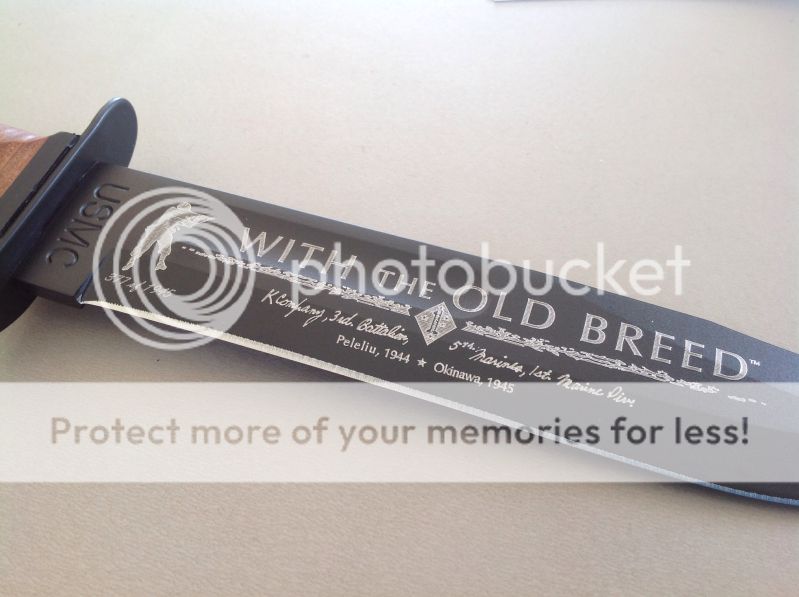 USMC
WITH THE OLD BREED™
K Company, 3rd. Battalion,
5th. Marines, 1st. Marine Div.
Peleliu, 1944 ★ Okinawa, 1945
1
photobucket
Protect more of your memories for less!